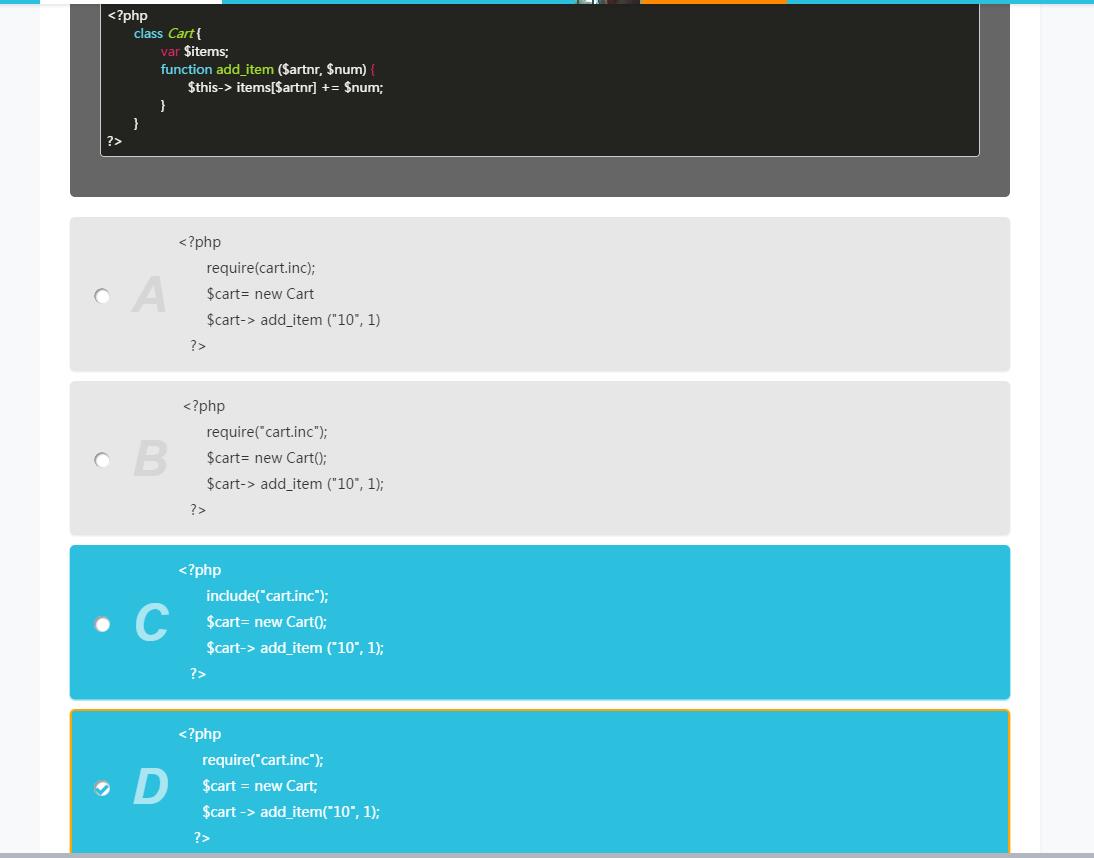 <?php
class Cart {
var $items;
function add_item ($artnr, $num) {
$this-> items[$artnr] += $num;
}
}
?>
<?php
require(cart.inc);
$cart= new Cart
$cart-> add_item ("10", 1)
?>
A
<?php
require("cart.inc");
$cart= new Cart();
$cart-> add_item ("10", 1);
?>
B
<?php
include("cart.inc");
$cart= new Cart();
$cart-> add_item ("10", 1);
?>
C
<?php
require("cart.inc");
$cart = new Cart;
$cart -> add_item("10", 1);
?>
D